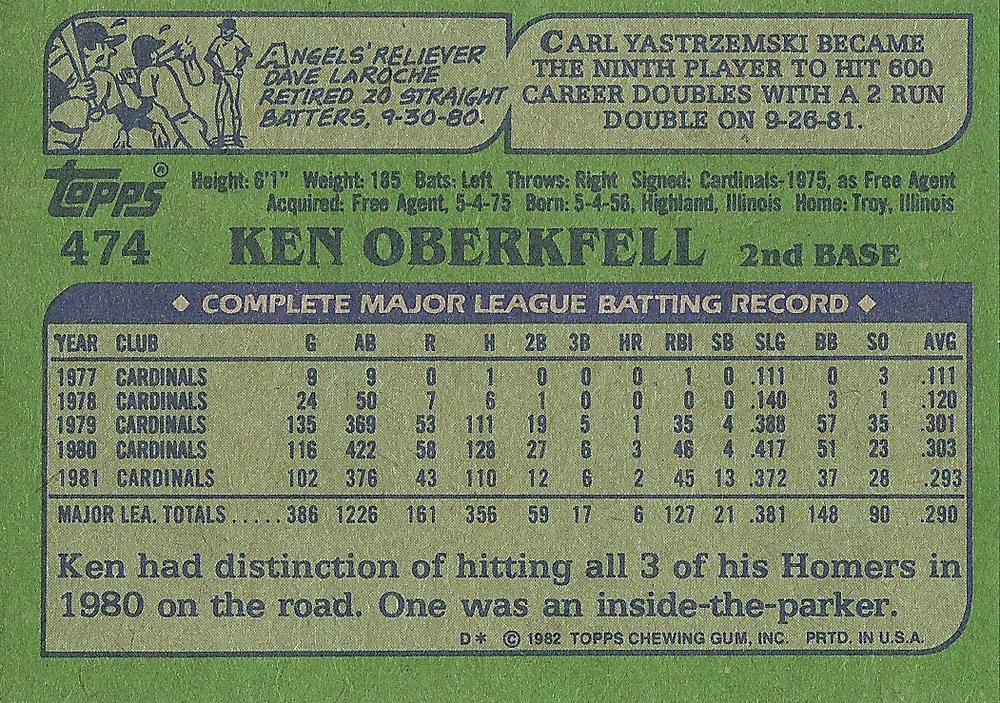 ANGELS' RELIEVER
DAVE LAROCHE
RETIRED 20 STRAIGHT
BATTERS, 9-30-80.
CARL YASTRZEMSKI BECAME
THE NINTH PLAYER TO HIT 600
CAREER DOUBLES WITH A 2 RUN
DOUBLE ON 9-26-81.
TOPPS®
Height: 6'1" Weight: 185 Bats: Left Throws: Right Signed: Cardinals-1975, as Free Agent
Acquired: Free Agent, 5-4-75 Born: 5-4-56, Highland, Illinois Home: Troy, Illinois
474 KEN OBERKFELL 2nd BASE
◆ COMPLETE MAJOR LEAGUE BATTING RECORD ◆
YEAR CLUB G AB R H 2B 3B HR RBI SB SLG BB SO AVG
1977 CARDINALS 9 9 0 1 0 0 0 1 0 .111 0 3 .111
1978 CARDINALS 24 50 7 6 1 0 0 0 0 .140 3 1 .120
1979 CARDINALS 135 369 53 111 19 5 1 35 4 .388 57 35 .301
1980 CARDINALS 116 422 58 128 27 6 3 46 4 .417 51 23 .303
1981 CARDINALS 102 376 43 110 12 6 2 45 13 .372 37 28 .293
MAJOR LEA. TOTALS ..... 386 1226 161 356 59 17 6 127 21 .381 148 90 .290
Ken had distinction of hitting all 3 of his Homers in
1980 on the road. One was an inside-the-parker.
D* © 1982 TOPPS CHEWING GUM, INC. PRTD. IN U.S.A.